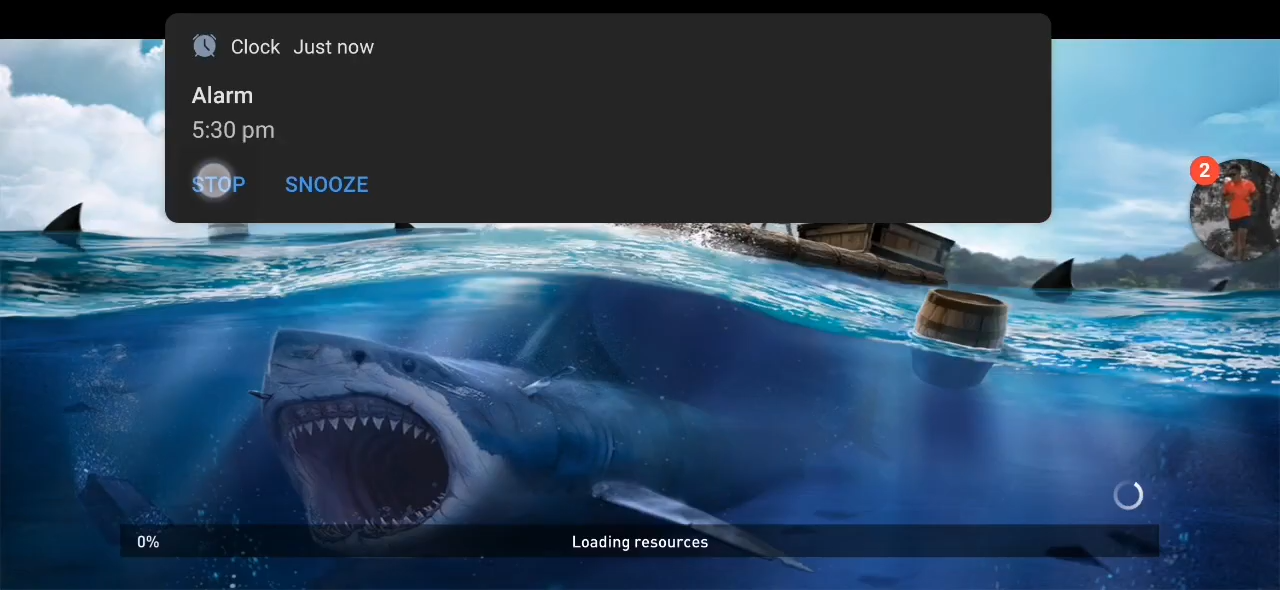 Clock Just now
Alarm
5:30 pm
STOP SNOOZE
2
0% Loading resources